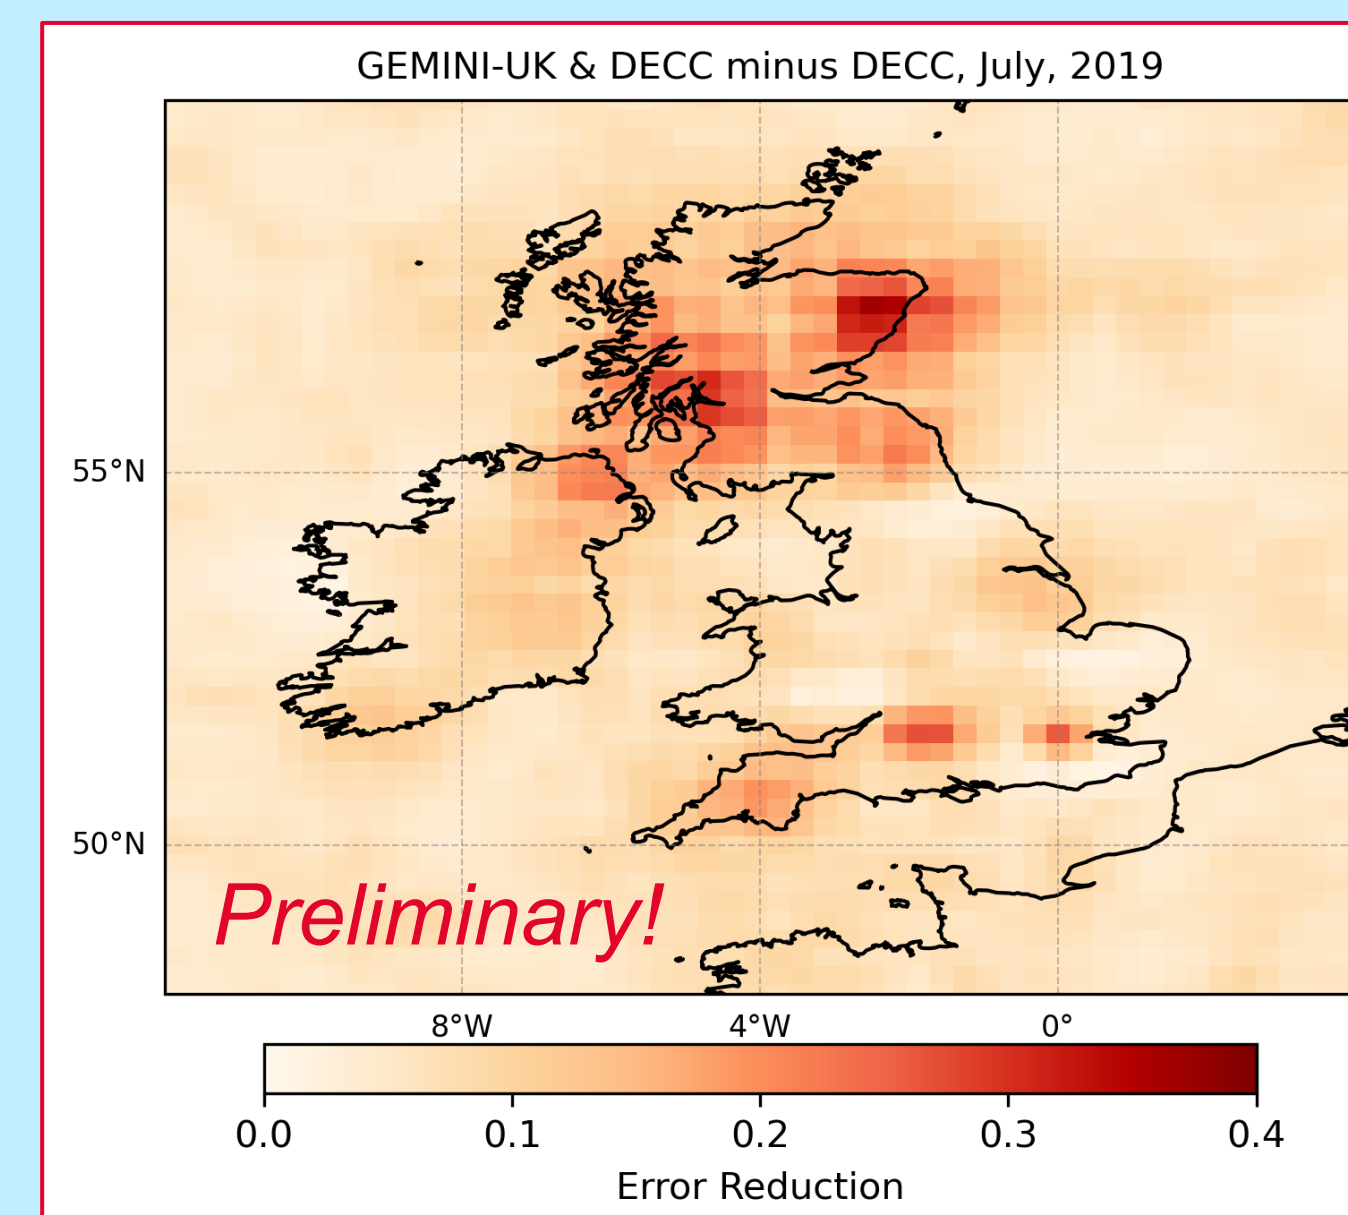 GEMINI-UK & DECC minus DECC, July, 2019
55°N
50°N
Preliminary!
8°W 4°W 0°
0.0 0.1 0.2 0.3 0.4
Error Reduction